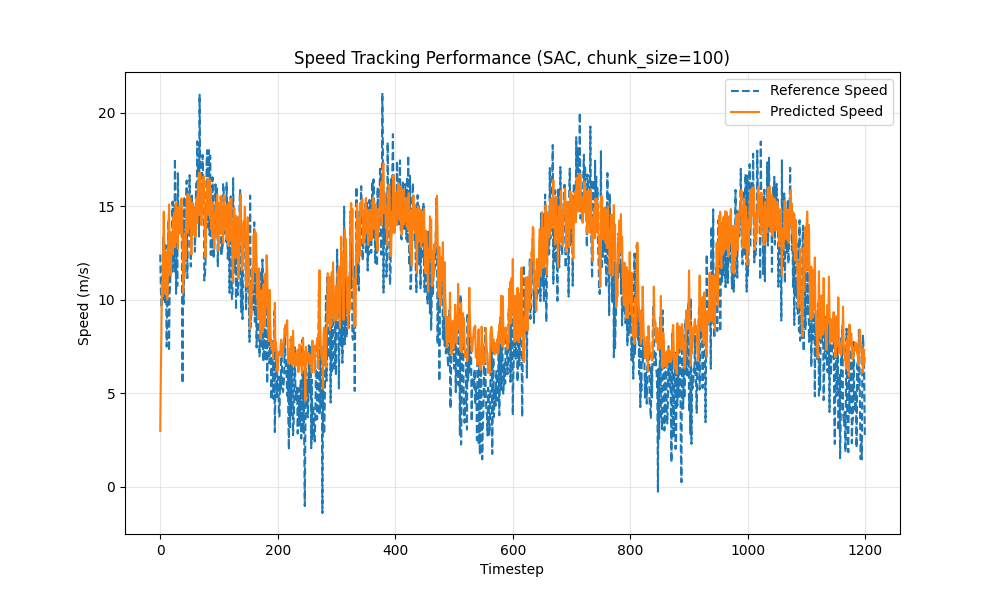 Speed Tracking Performance (SAC, chunk_size=100)
Reference Speed
Predicted Speed
Speed (m/s)
20
15
10
5
0
0 200 400 600 800 1000 1200
Timestep